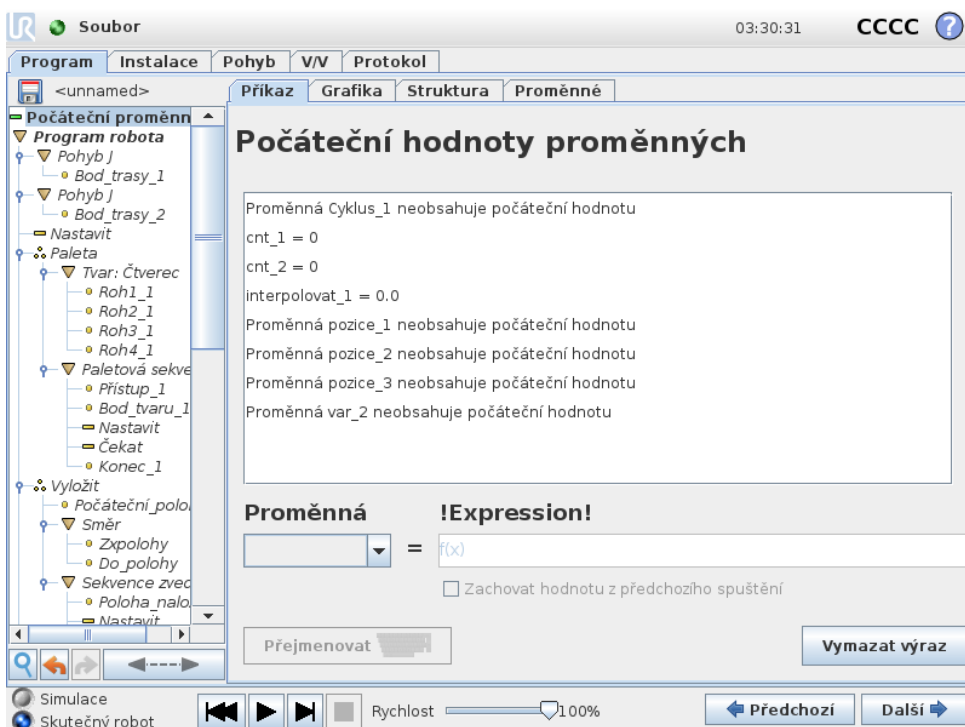 UR Soubor 03:30:31 CCCC ?
Program Instalace Pohyb V/V Protokol
<unnamed> Příkaz Grafika Struktura Proměnné
Počáteční proměnn
Program robota
Pohyb J
Bod_trasy_1
Pohyb J
Bod_trasy_2
Nastavit
Paleta
Tvar: Čtverec
Roh1_1
Roh2_1
Roh3_1
Roh4_1
Paletová sekve
Přístup_1
Bod_tvaru_1
Nastavit
Čekat
Konec_1
Vyložit
Počáteční_polo
Směr
Zxpolohy
Do_polohy
Sekvence zved
Poloha_nalo
Nastavit
Počáteční hodnoty proměnných
Proměnná Cyklus_1 neobsahuje počáteční hodnotu
cnt_1 = 0
cnt_2 = 0
interpolovat_1 = 0.0
Proměnná pozice_1 neobsahuje počáteční hodnotu
Proměnná pozice_2 neobsahuje počáteční hodnotu
Proměnná pozice_3 neobsahuje počáteční hodnotu
Proměnná var_2 neobsahuje počáteční hodnotu
Proměnná !Expression!
= f(x)
Zachovat hodnotu z předchozího spuštění
Přejmenovat Vymazat výraz
Simulace
Skutečný robot
Rychlost 100% Předchozí Další